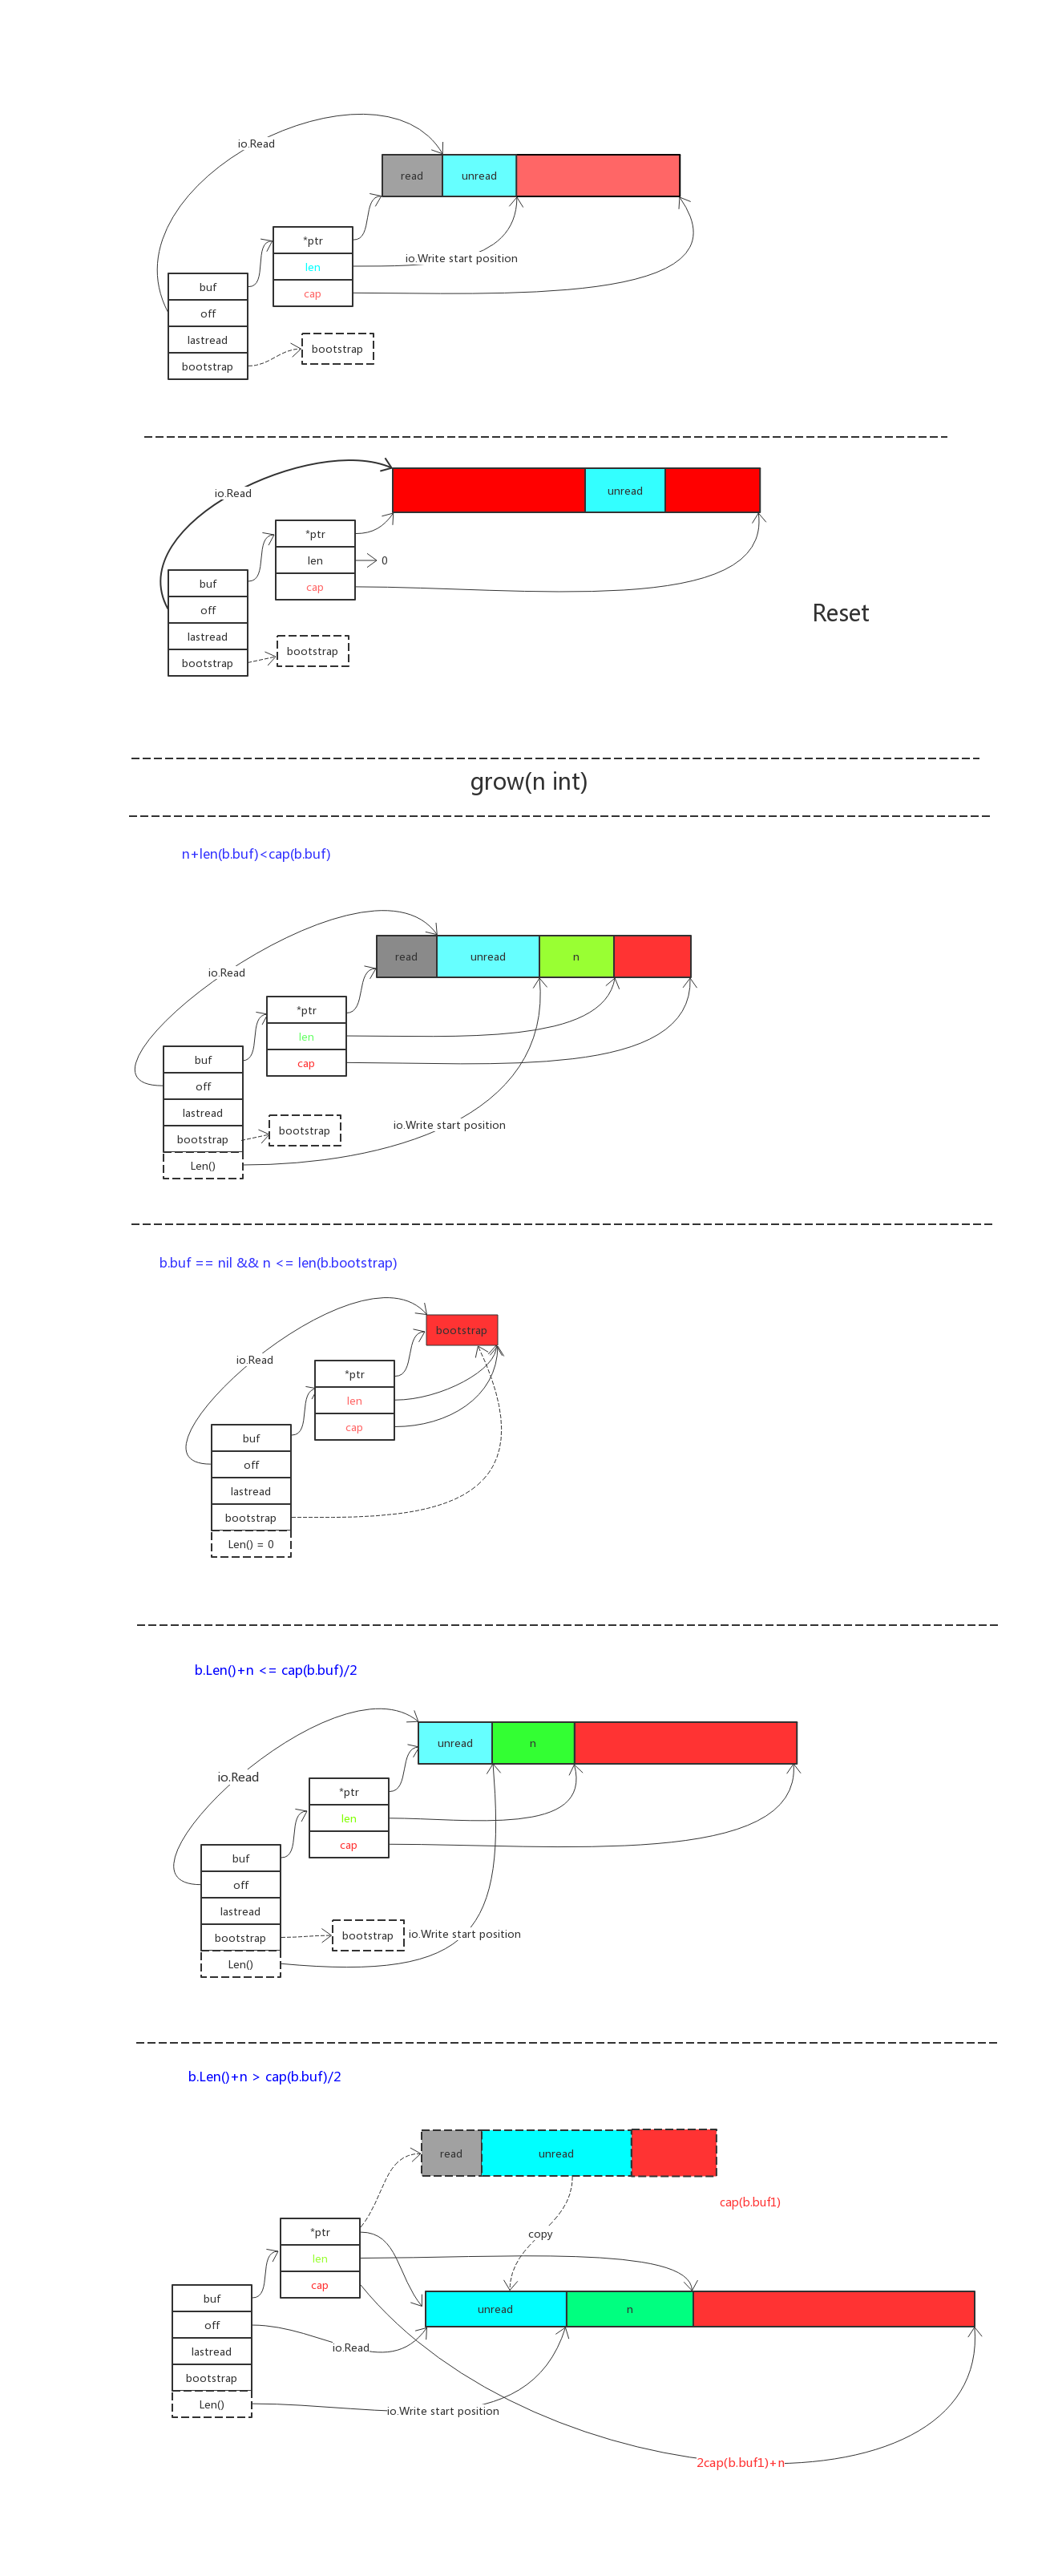 io.Read
read
unread
*ptr
io.Write start position
len
buf
cap
off
lastread
bootstrap
bootstrap
io.Read
unread
*ptr
len
0
buf
cap
off
Reset
lastread
bootstrap
bootstrap
grow(n int)
n+len(b.buf)<cap(b.buf)
read
unread
n
io.Read
*ptr
len
buf
cap
off
lastread
io.Write start position
bootstrap
bootstrap
Len()
b.buf == nil && n <= len(b.bootstrap)
bootstrap
io.Read
*ptr
len
cap
buf
off
lastread
bootstrap
Len() = 0
b.Len()+n <= cap(b.buf)/2
unread
n
io.Read
*ptr
len
cap
buf
off
lastread
bootstrap
bootstrap
io.Write start position
Len()
b.Len()+n > cap(b.buf)/2
read
unread
cap(b.buf1)
*ptr
copy
len
cap
buf
unread
n
off
io.Read
lastread
bootstrap
Len()
io.Write start position
2cap(b.buf1)+n